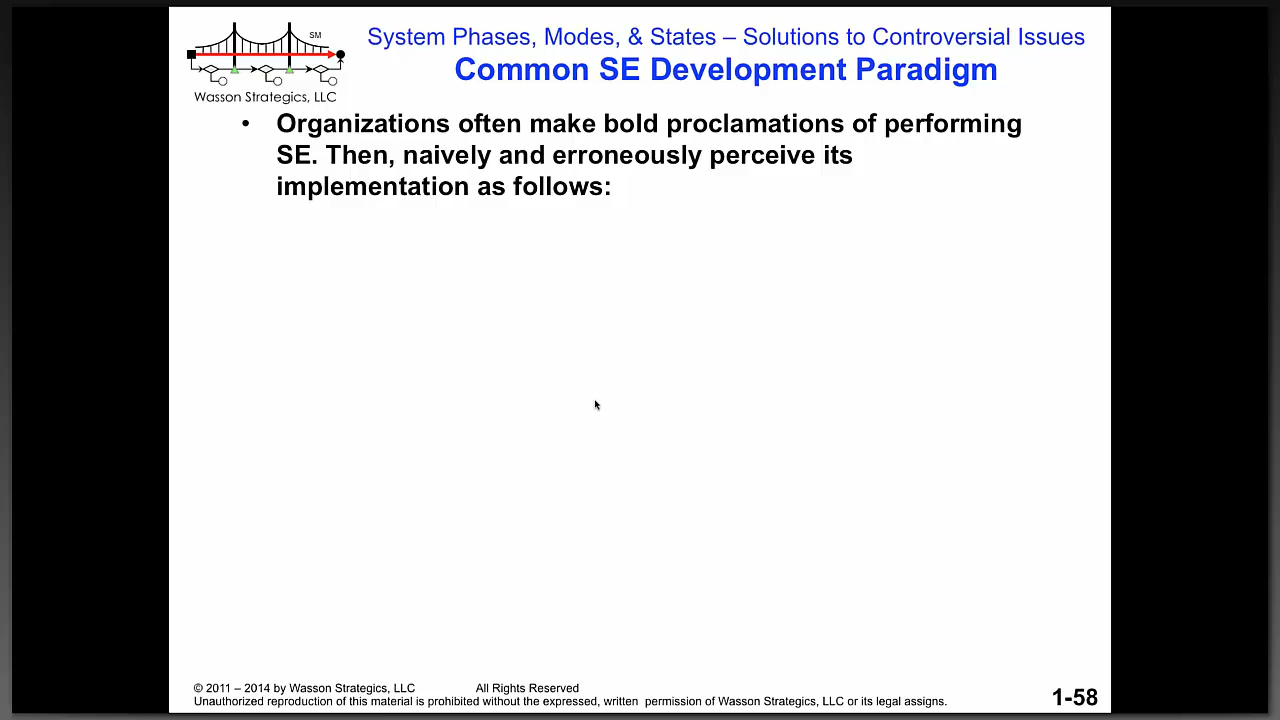 SM
Wasson Strategics, LLC
System Phases, Modes, & States – Solutions to Controversial Issues
Common SE Development Paradigm
• Organizations often make bold proclamations of performing
SE. Then, naively and erroneously perceive its
implementation as follows:
© 2011 – 2014 by Wasson Strategics, LLC All Rights Reserved
Unauthorized reproduction of this material is prohibited without the expressed, written permission of Wasson Strategics, LLC or its legal assigns.
1-58